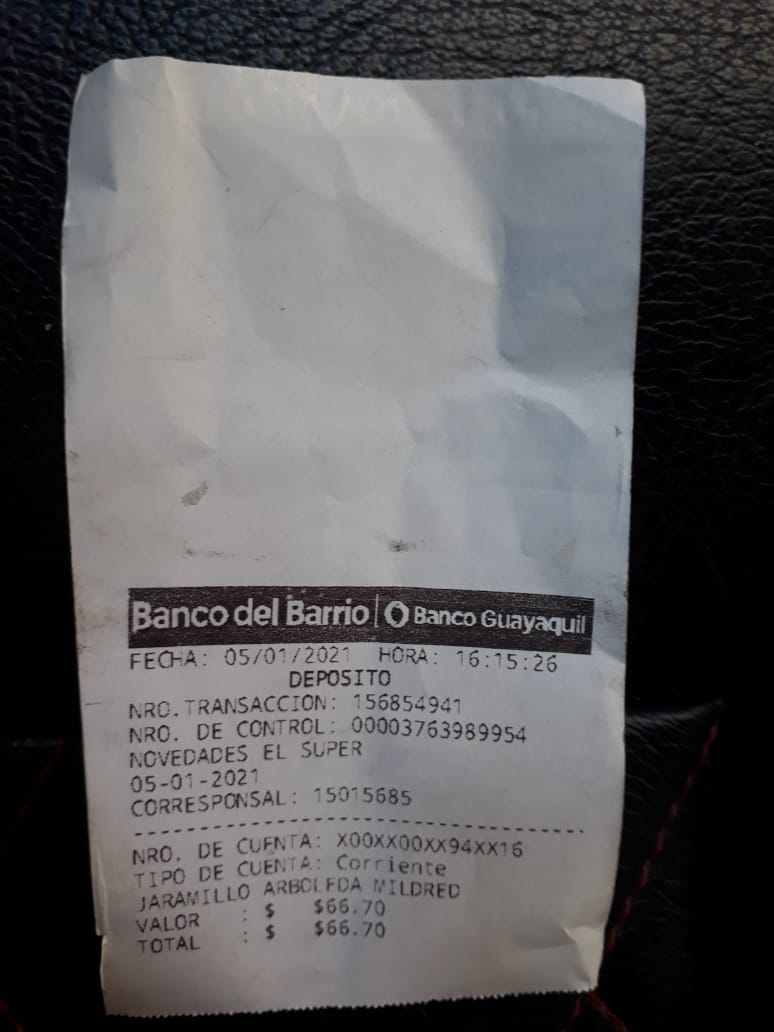 Banco del Barrio | Banco Guayaquil
FECHA: 05/01/2021 HORA: 16:15:26
DEPOSITO
NRO.TRANSACCION: 156854941
NRO. DE CONTROL: 00003763989954
NOVEDADES EL SUPER
05-01-2021
CORRESPONSAL: 15015685
NRO. DE CUENTA: X00XX00XX94XX16
TIPO DE CUENTA: Corriente
JARAMILLO ARBOLEDA MILDRED
VALOR : $ $66.70
TOTAL : $ $66.70